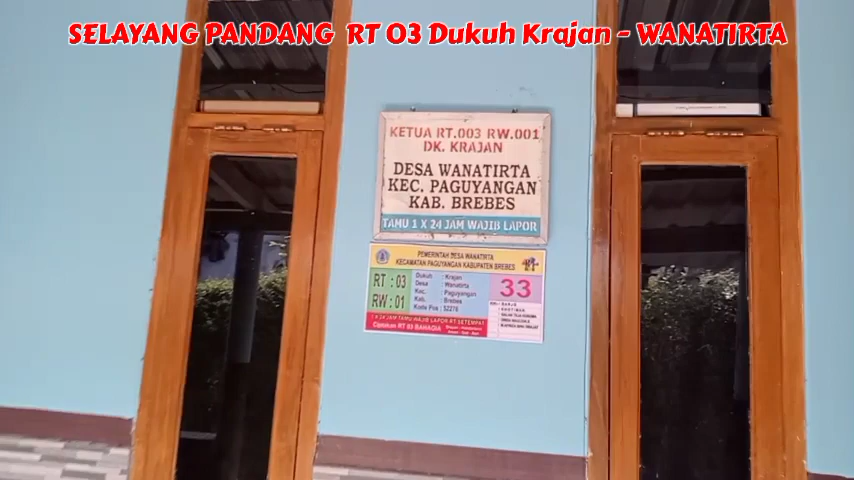 SELAYANG PANDANG RT 03 Dukuh Krajan - WANATIRTA
KETUA RT.003 RW.001
DK. KRAJAN
DESA WANATIRTA
KEC. PAGUYANGAN
KAB. BREBES
TAMU 1 X 24 JAM WAJIB LAPOR
PEMERINTAH DESA WANATIRTA
KECAMATAN PAGUYANGAN KABUPATEN BREBES
RT : 03
RW : 01
Dukuh : Krajan
Desa : Wanatirta
Kec. : Paguyangan
Kab. : Brebes
Kode Pos : 52276
33
1 X 24 JAM TAMU WAJIB LAPOR RT SETEMPAT
Ciptakan RT 03 BAHAGIA